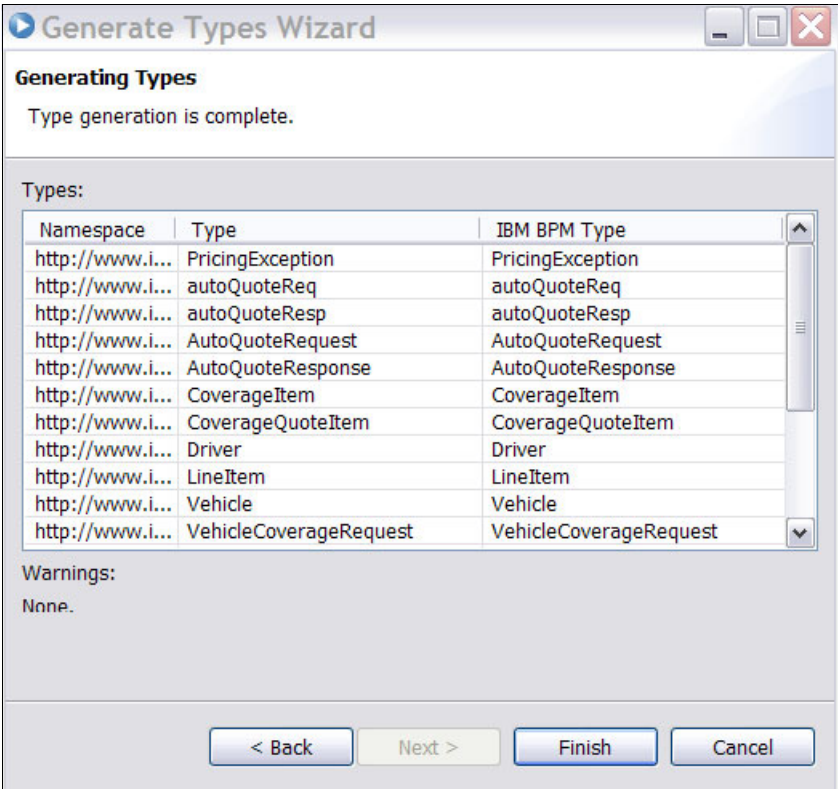 Generate Types Wizard
Generating Types
Type generation is complete.
Types:
Namespace Type IBM BPM Type
http://www.i... PricingException PricingException
http://www.i... autoQuoteReq autoQuoteReq
http://www.i... autoQuoteResp autoQuoteResp
http://www.i... AutoQuoteRequest AutoQuoteRequest
http://www.i... AutoQuoteResponse AutoQuoteResponse
http://www.i... CoverageItem CoverageItem
http://www.i... CoverageQuoteItem CoverageQuoteItem
http://www.i... Driver Driver
http://www.i... LineItem LineItem
http://www.i... Vehicle Vehicle
http://www.i... VehicleCoverageRequest VehicleCoverageRequest
Warnings:
None.
< Back Next > Finish Cancel